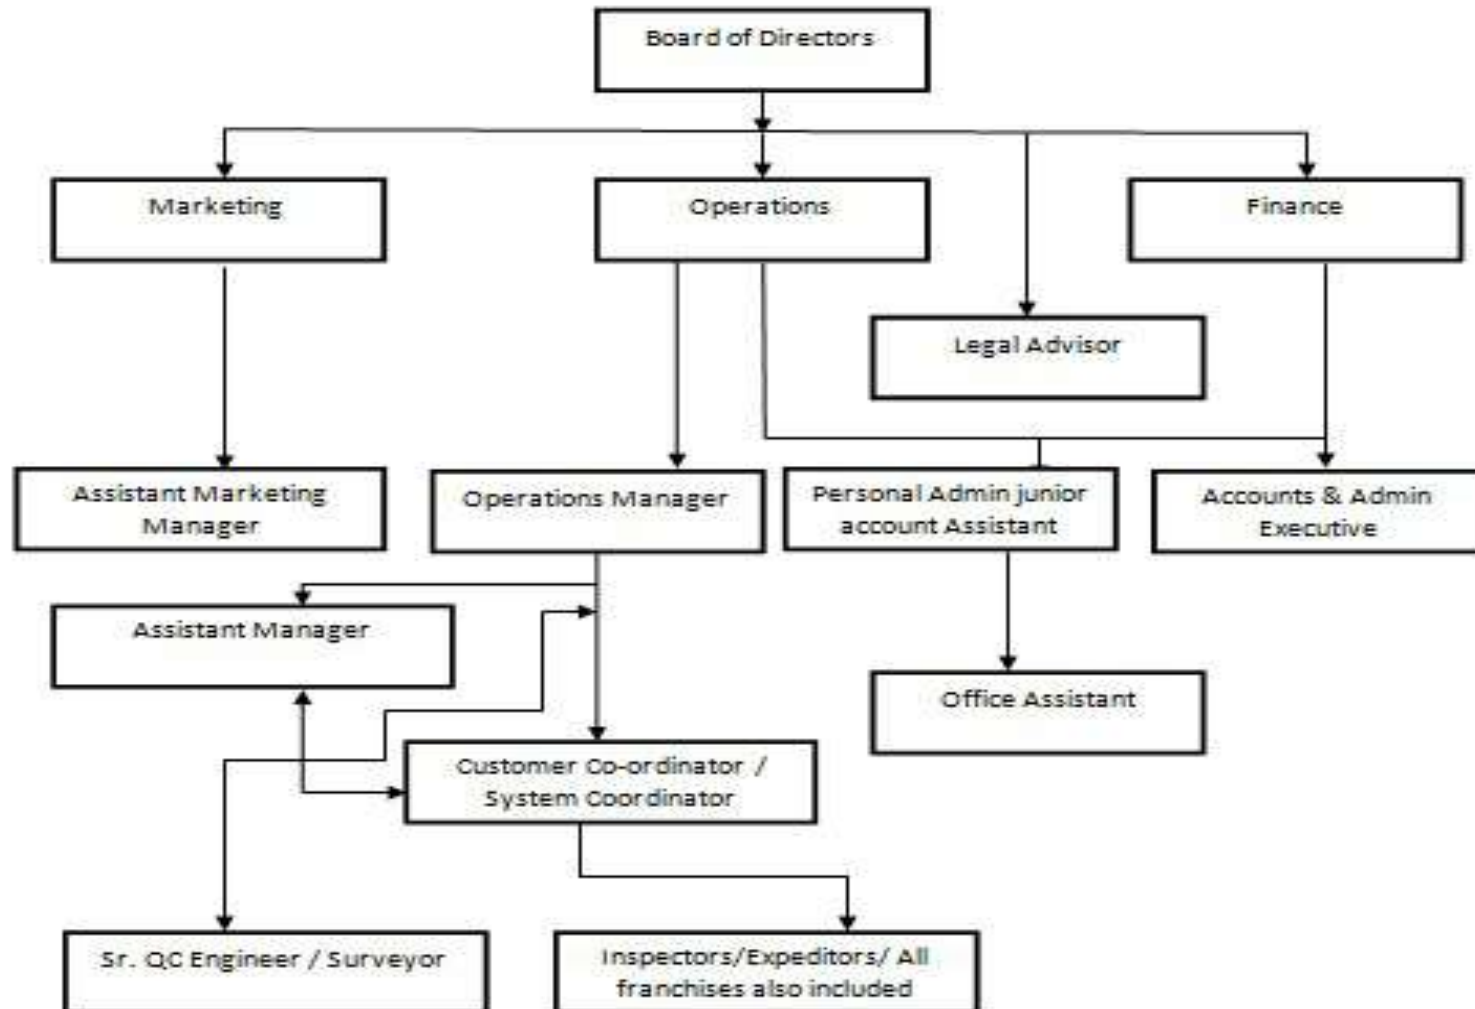 Board of Directors
Marketing
Operations
Finance
Legal Advisor
Assistant Marketing
Manager
Operations Manager
Personal Admin junior
account Assistant
Accounts & Admin
Executive
Assistant Manager
Office Assistant
Customer Co-ordinator /
System Coordinator
Sr. QC Engineer / Surveyor
Inspectors/Expeditors/ All
franchises also included